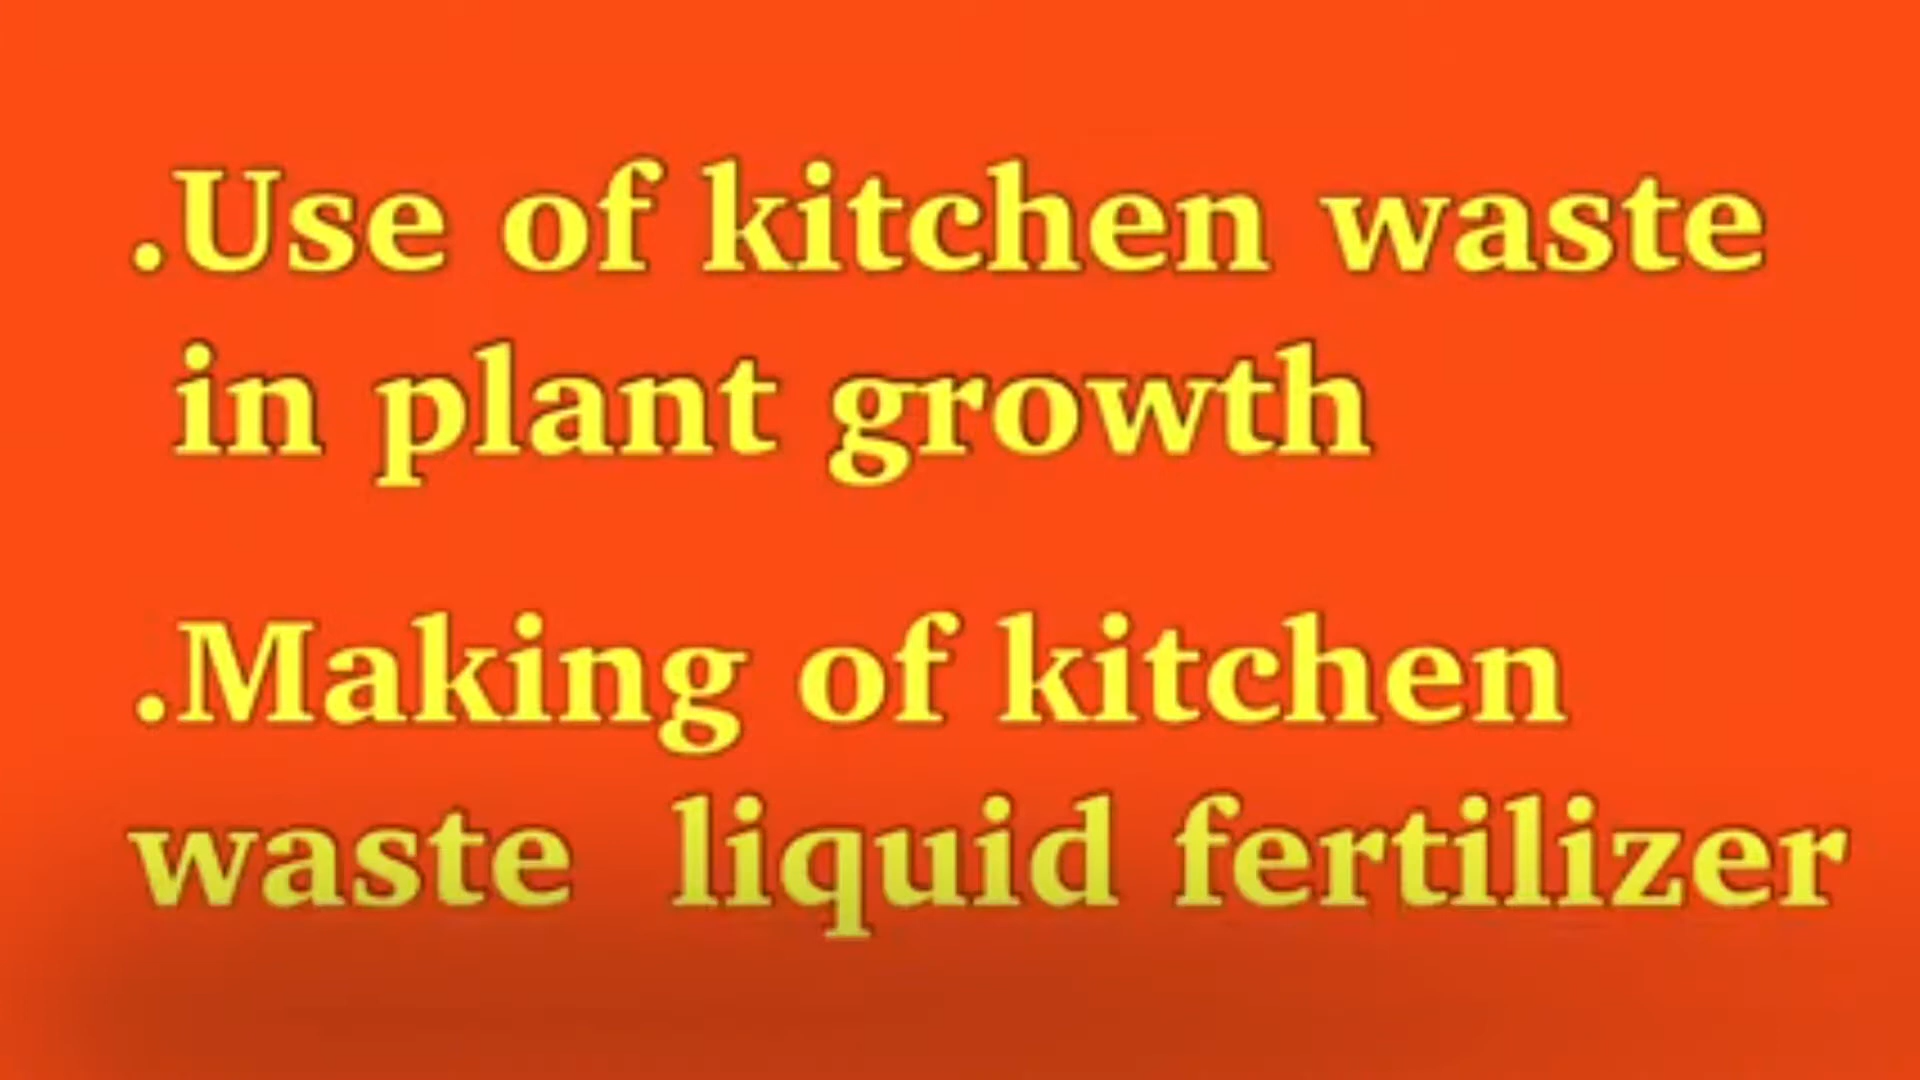 .Use of kitchen waste
in plant growth
.Making of kitchen
waste liquid fertilizer